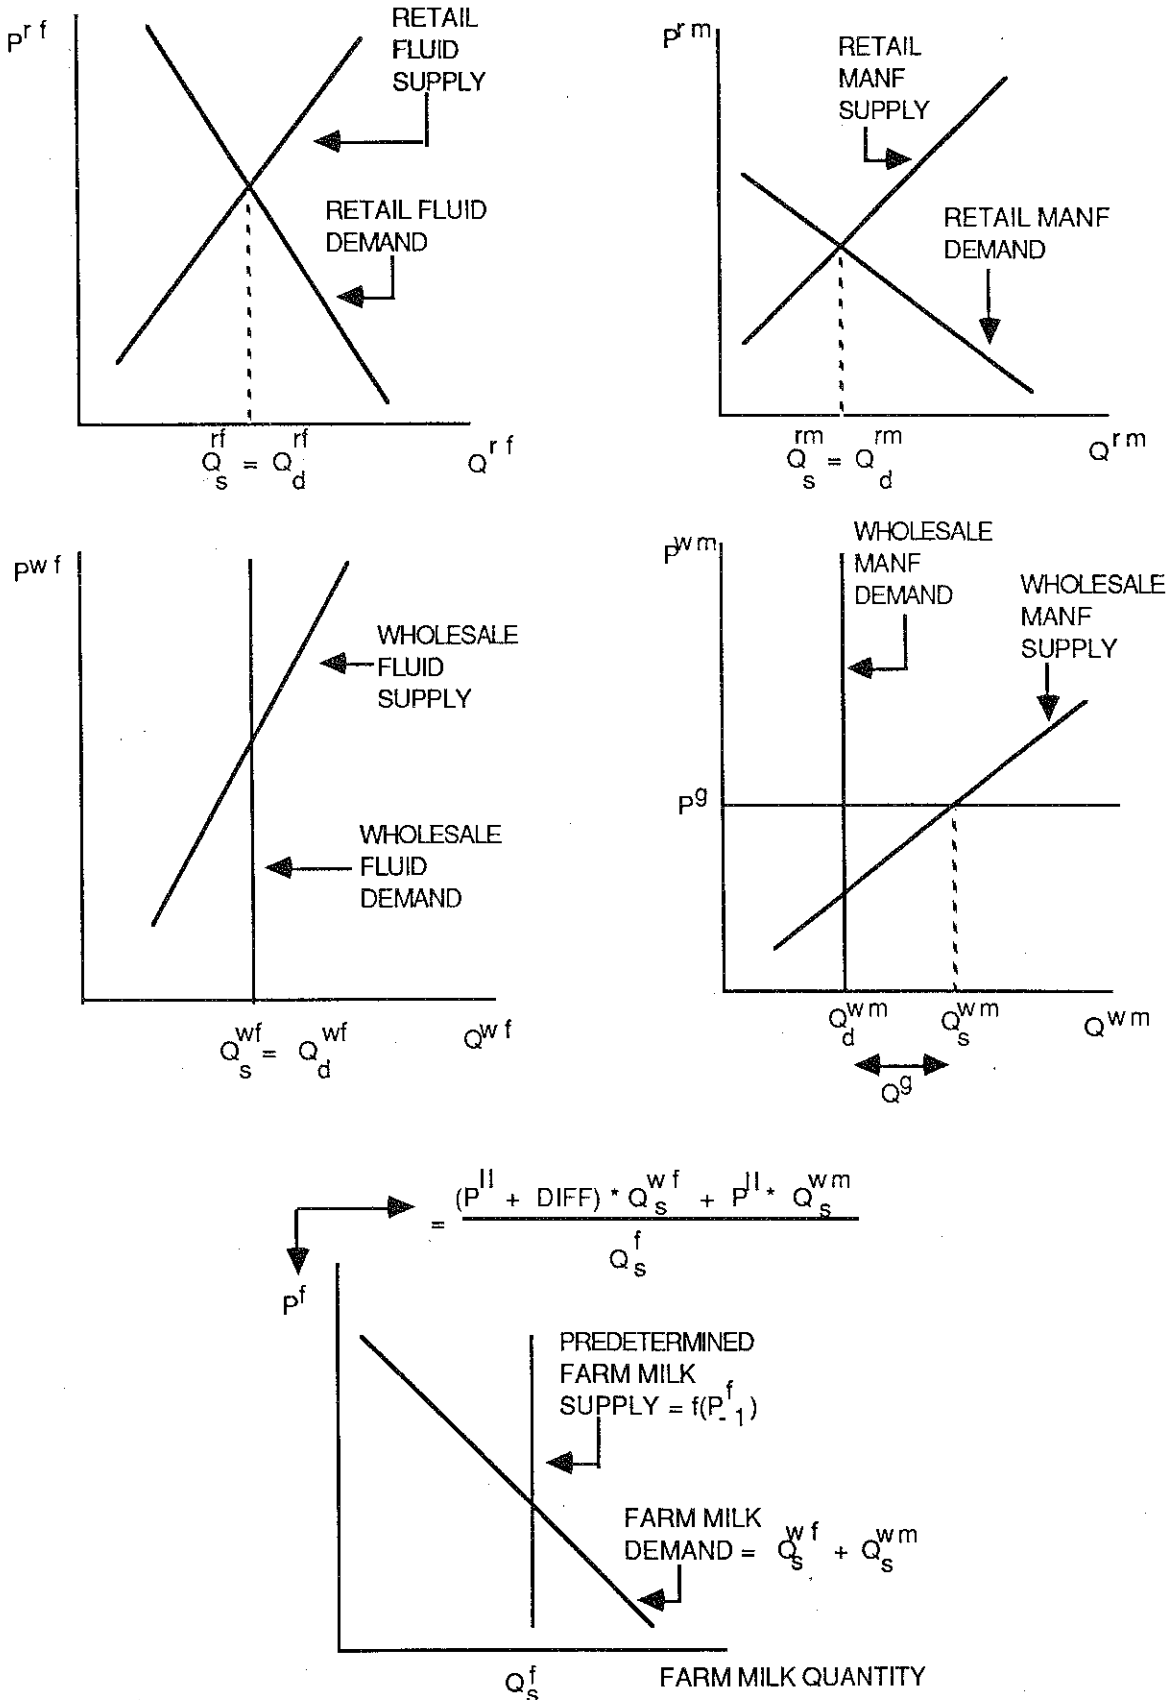 P^rf
RETAIL
FLUID
SUPPLY
RETAIL FLUID
DEMAND
Q_s^rf = Q_d^rf
Q^rf
P^rm
RETAIL
MANF
SUPPLY
RETAIL MANF
DEMAND
Q_s^rm = Q_d^rm
Q^rm
P^wf
WHOLESALE
FLUID
SUPPLY
WHOLESALE
FLUID
DEMAND
Q_s^wf = Q_d^wf
Q^wf
P^wm
WHOLESALE
MANF
DEMAND
WHOLESALE
MANF
SUPPLY
P^g
Q_d^wm
Q_s^wm
Q^wm
Q^g
= (P^II + DIFF) * Q_s^wf + P^II * Q_s^wm
Q_s^f
P^f
PREDETERMINED
FARM MILK
SUPPLY = f(P_-1^f)
FARM MILK
DEMAND = Q_s^wf + Q_s^wm
Q_s^f
FARM MILK QUANTITY